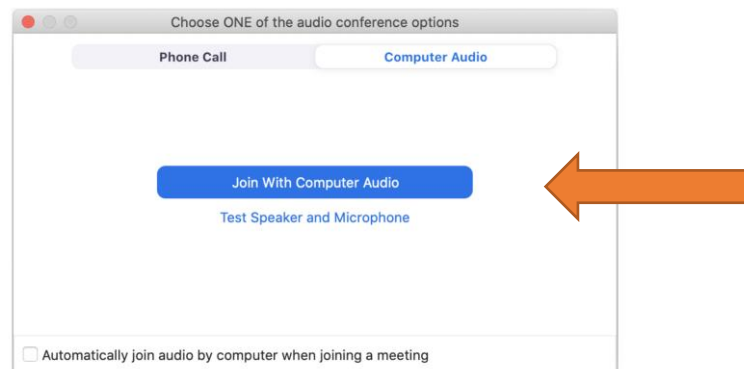 Choose ONE of the audio conference options
Phone Call
Computer Audio
Join With Computer Audio
Test Speaker and Microphone
Automatically join audio by computer when joining a meeting